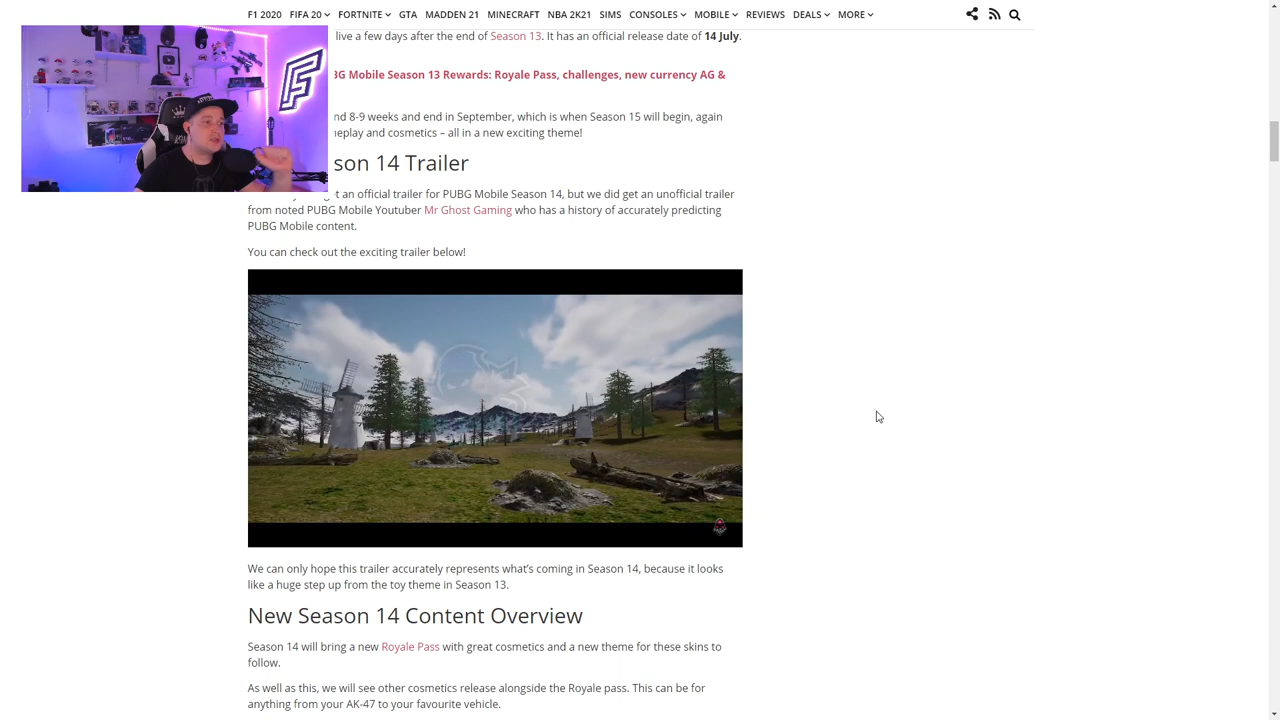 F1 2020 FIFA 20 FORTNITE GTA MADDEN 21 MINECRAFT NBA 2K21 SIMS CONSOLES MOBILE REVIEWS DEALS MORE
live a few days after the end of Season 13. It has an official release date of 14 July.
Mobile Season 13 Rewards: Royale Pass, challenges, new currency AG &
8-9 weeks and end in September, which is when Season 15 will begin, again
and cosmetics – all in a new exciting theme!
14 Trailer
an official trailer for PUBG Mobile Season 14, but we did get an unofficial trailer
from noted PUBG Mobile Youtuber Mr Ghost Gaming who has a history of accurately predicting
PUBG Mobile content.
You can check out the exciting trailer below!
We can only hope this trailer accurately represents what’s coming in Season 14, because it looks
like a huge step up from the toy theme in Season 13.
New Season 14 Content Overview
Season 14 will bring a new Royale Pass with great cosmetics and a new theme for these skins to
follow.
As well as this, we will see other cosmetics release alongside the Royale pass. This can be for
anything from your AK-47 to your favourite vehicle.